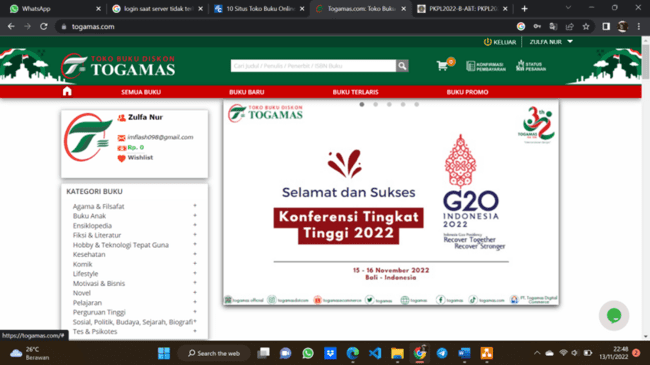 WhatsApp
login saat server tidak ter
10 Situs Toko Buku Online
Togamas.com: Toko Buku
PKPL2022-B-ABT: PKPL20
togamas.com
KELUAR
ZULFA NUR
TOKO BUKU DISKON
TOGAMAS
Cari Judul / Penulis / Penerbit / ISBN Buku
0
KONFIRMASI
PEMBAYARAN
STATUS
PESANAN
SEMUA BUKU
BUKU BARU
BUKU TERLARIS
BUKU PROMO
Zulfa Nur
imflash098@gmail.com
Rp. 0
Wishlist
KATEGORI BUKU
Agama & Filsafat +
Buku Anak +
Ensiklopedia +
Fiksi & Literatur +
Hobby & Teknologi Tepat Guna +
Kesehatan +
Komik +
Lifestyle +
Motivasi & Bisnis +
Novel +
Pelajaran +
Perguruan Tinggi +
Sosial, Politik, Budaya, Sejarah, Biografi +
Tes & Psikotes +
TOKO BUKU DISKON
TOGAMAS
32
Selamat dan Sukses
Konferensi Tingkat
Tinggi 2022
G20
INDONESIA
2022
Recover Together
Recover Stronger
15 - 16 November 2022
Bali - Indonesia
togamas official
togamas
togamas
togamas
togamas.com
PT. Togamas Digital
Commerce
https://togamas.com/#
26°C
Berawan
Search the web
22:48
13/11/2022